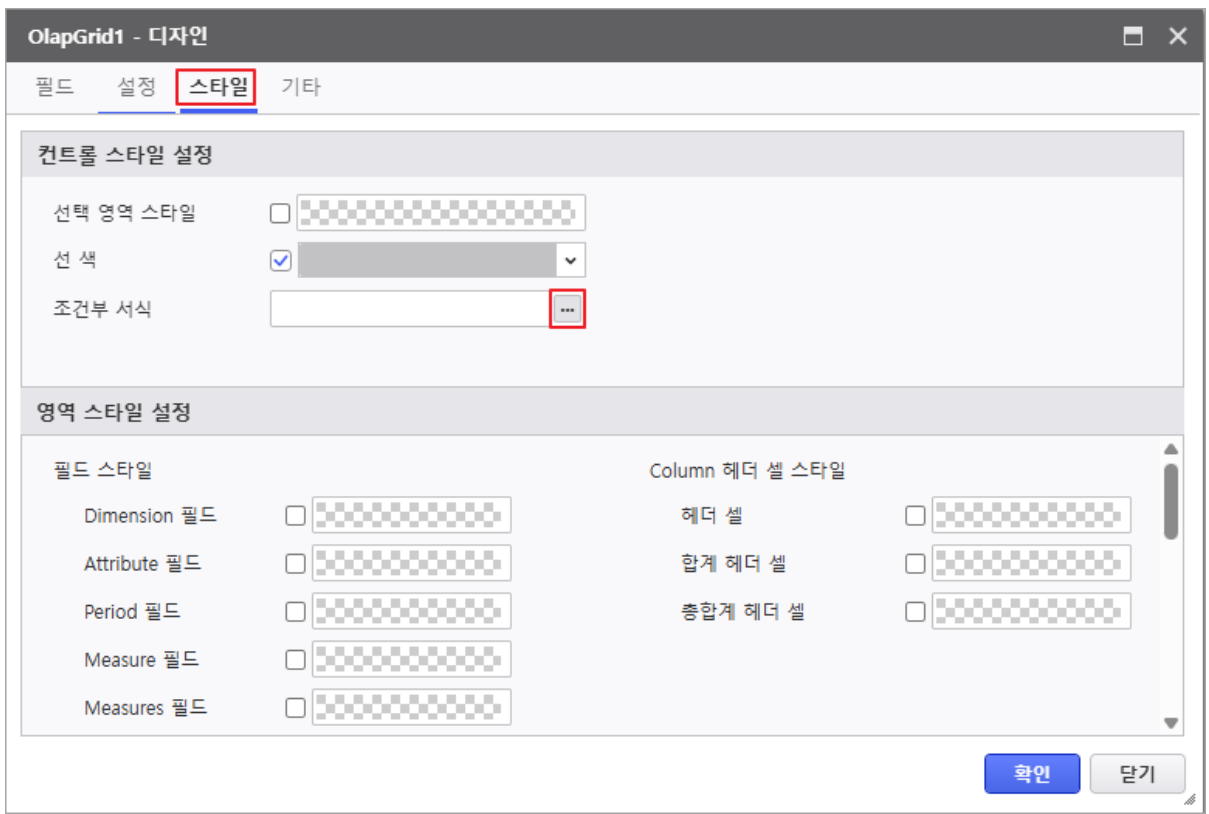 OlapGrid1 - 디자인
필드 설정 스타일 기타
컨트롤 스타일 설정
선택 영역 스타일
선 색
조건부 서식
...
영역 스타일 설정
필드 스타일 Column 헤더 셀 스타일
Dimension 필드 헤더 셀
Attribute 필드 합계 헤더 셀
Period 필드 총합계 헤더 셀
Measure 필드
Measures 필드
확인 닫기